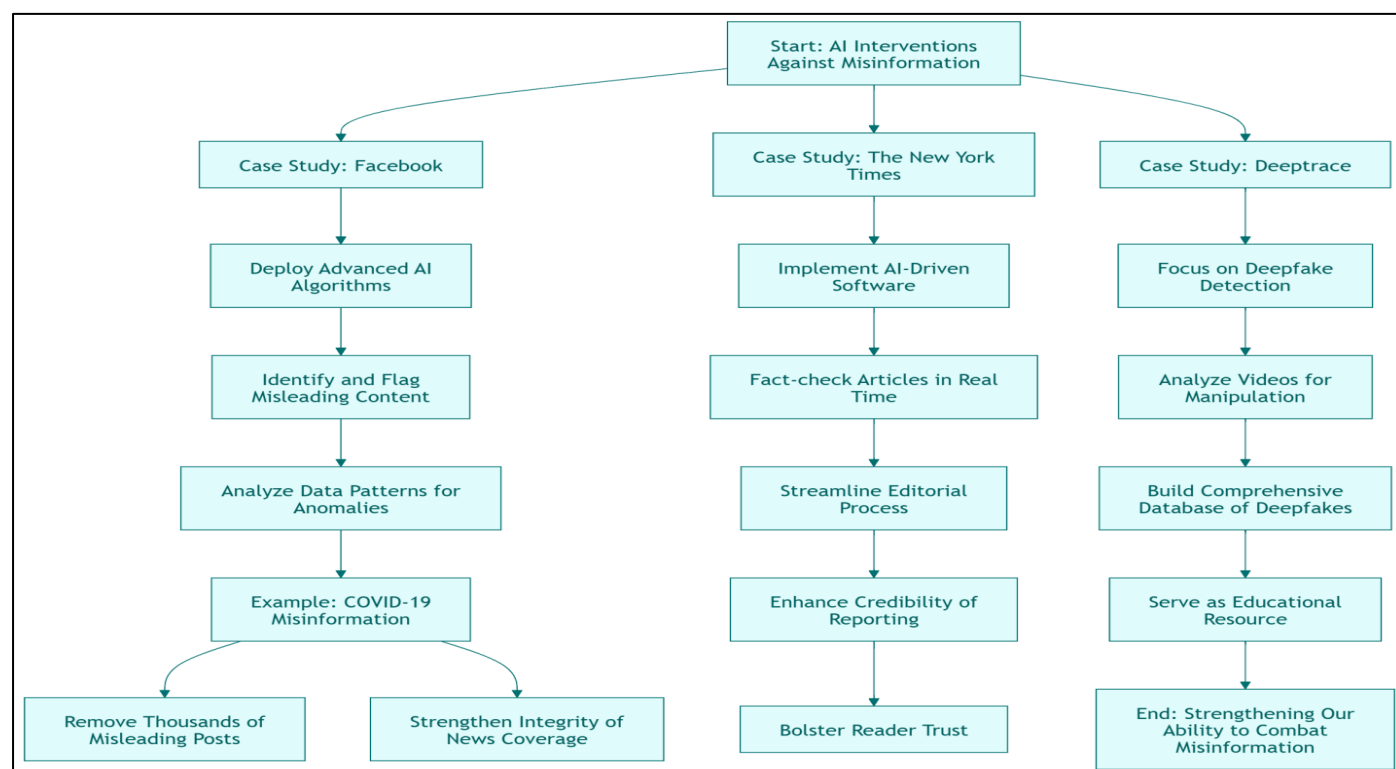 Start: AI Interventions
Against Misinformation
Case Study: Facebook
Case Study: The New York
Times
Case Study: Deeptrace
Deploy Advanced AI
Algorithms
Implement AI-Driven
Software
Focus on Deepfake
Detection
Identify and Flag
Misleading Content
Fact-check Articles in Real
Time
Analyze Videos for
Manipulation
Analyze Data Patterns for
Anomalies
Streamline Editorial
Process
Build Comprehensive
Database of Deepfakes
Example: COVID-19
Misinformation
Enhance Credibility of
Reporting
Serve as Educational
Resource
Remove Thousands of
Misleading Posts
Strengthen Integrity of
News Coverage
Bolster Reader Trust
End: Strengthening Our
Ability to Combat
Misinformation